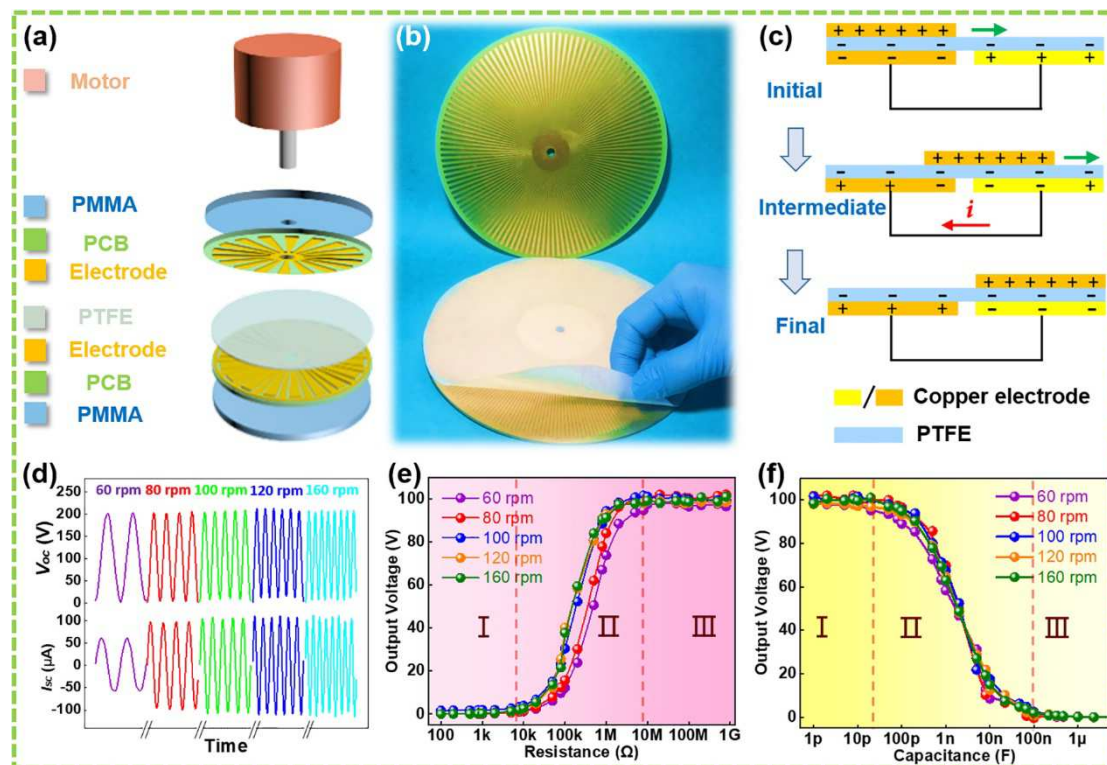 (a)
Motor
PMMA
PCB
Electrode
PTFE
Electrode
PCB
PMMA
(b)
(c)
+ + + + + +
- - - - - -
- - - + + +
Initial
+ + + + + +
- - - - - -
+ + - - +
Intermediate
i
+ + + + + +
- - - - - -
+ + + - - -
Final
/ Copper electrode
PTFE
(d)
60 rpm 80 rpm 100 rpm 120 rpm 160 rpm
250
200
150
100
50
0
Voc (V)
100
50
0
-50
-100
Isc (μA)
Time
(e)
Output Voltage (V)
100
80
60
40
20
0
60 rpm
80 rpm
100 rpm
120 rpm
160 rpm
I II III
100 1k 10k 100k 1M 10M 100M 1G
Resistance (Ω)
(f)
Output Voltage (V)
100
80
60
40
20
0
60 rpm
80 rpm
100 rpm
120 rpm
160 rpm
I II III
1p 10p 100p 1n 10n 100n 1μ
Capacitance (F)